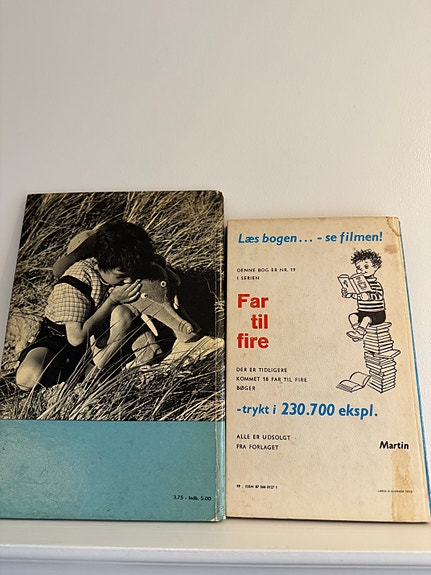 3,75 - Indb. 5,00
Læs bogen... - se filmen!
DENNE BOG ER NR. 19
I SERIEN
Far
til
fire
DER ER TIDLIGERE
KOMMET 18 FAR TIL FIRE
BØGER
-trykt i 230.700 ekspl.
ALLE ER UDSOLGT
FRA FORLAGET
Martin